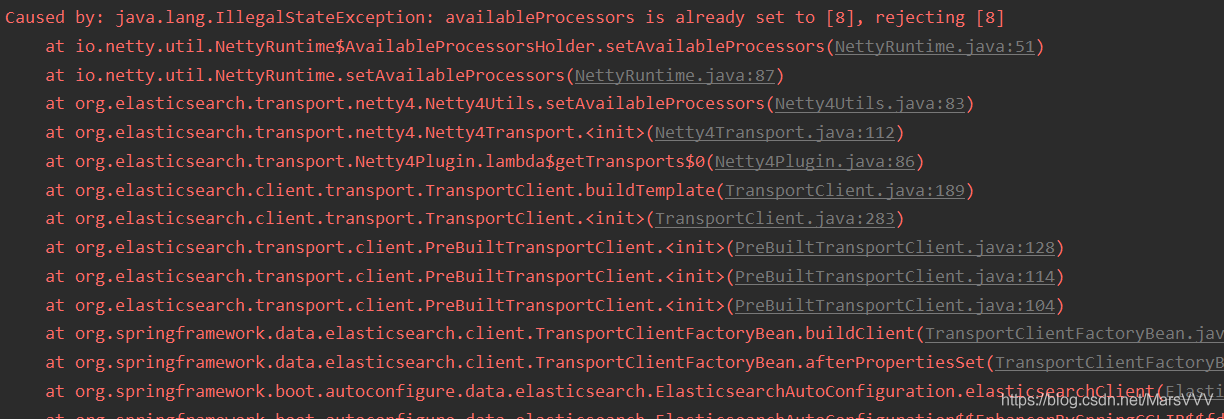 Caused by: java.lang.IllegalStateException: availableProcessors is already set to [8], rejecting [8]
at io.netty.util.NettyRuntime$AvailableProcessorsHolder.setAvailableProcessors(NettyRuntime.java:51)
at io.netty.util.NettyRuntime.setAvailableProcessors(NettyRuntime.java:87)
at org.elasticsearch.transport.netty4.Netty4Utils.setAvailableProcessors(Netty4Utils.java:83)
at org.elasticsearch.transport.netty4.Netty4Transport.<init>(Netty4Transport.java:112)
at org.elasticsearch.transport.Netty4Plugin.lambda$getTransports$0(Netty4Plugin.java:86)
at org.elasticsearch.client.transport.TransportClient.buildTemplate(TransportClient.java:189)
at org.elasticsearch.client.transport.TransportClient.<init>(TransportClient.java:283)
at org.elasticsearch.transport.client.PreBuiltTransportClient.<init>(PreBuiltTransportClient.java:128)
at org.elasticsearch.transport.client.PreBuiltTransportClient.<init>(PreBuiltTransportClient.java:114)
at org.elasticsearch.transport.client.PreBuiltTransportClient.<init>(PreBuiltTransportClient.java:104)
at org.springframework.data.elasticsearch.client.TransportClientFactoryBean.buildClient(TransportClientFactoryBean.jav
at org.springframework.data.elasticsearch.client.TransportClientFactoryBean.afterPropertiesSet(TransportClientFactoryB
at org.springframework.boot.autoconfigure.data.elasticsearch.ElasticsearchAutoConfiguration.elasticsearchClient(Elasti
https://blog.csdn.net/MarsVVV